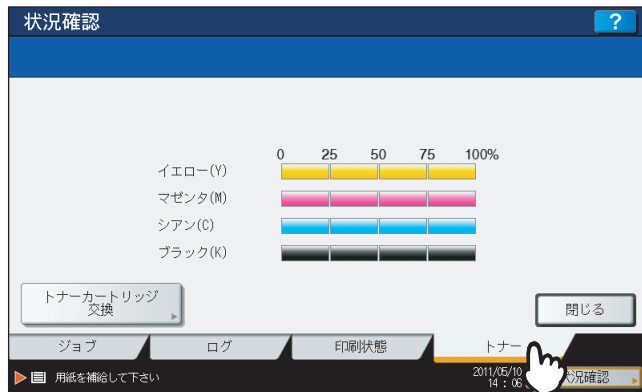 状況確認
?
0 25 50 75 100%
イエロー(Y)
マゼンタ(M)
シアン(C)
ブラック(K)
トナーカートリッジ
交換
閉じる
ジョブ ログ 印刷状態 トナー
用紙を補給して下さい
2011/05/10
14 : 06
状況確認